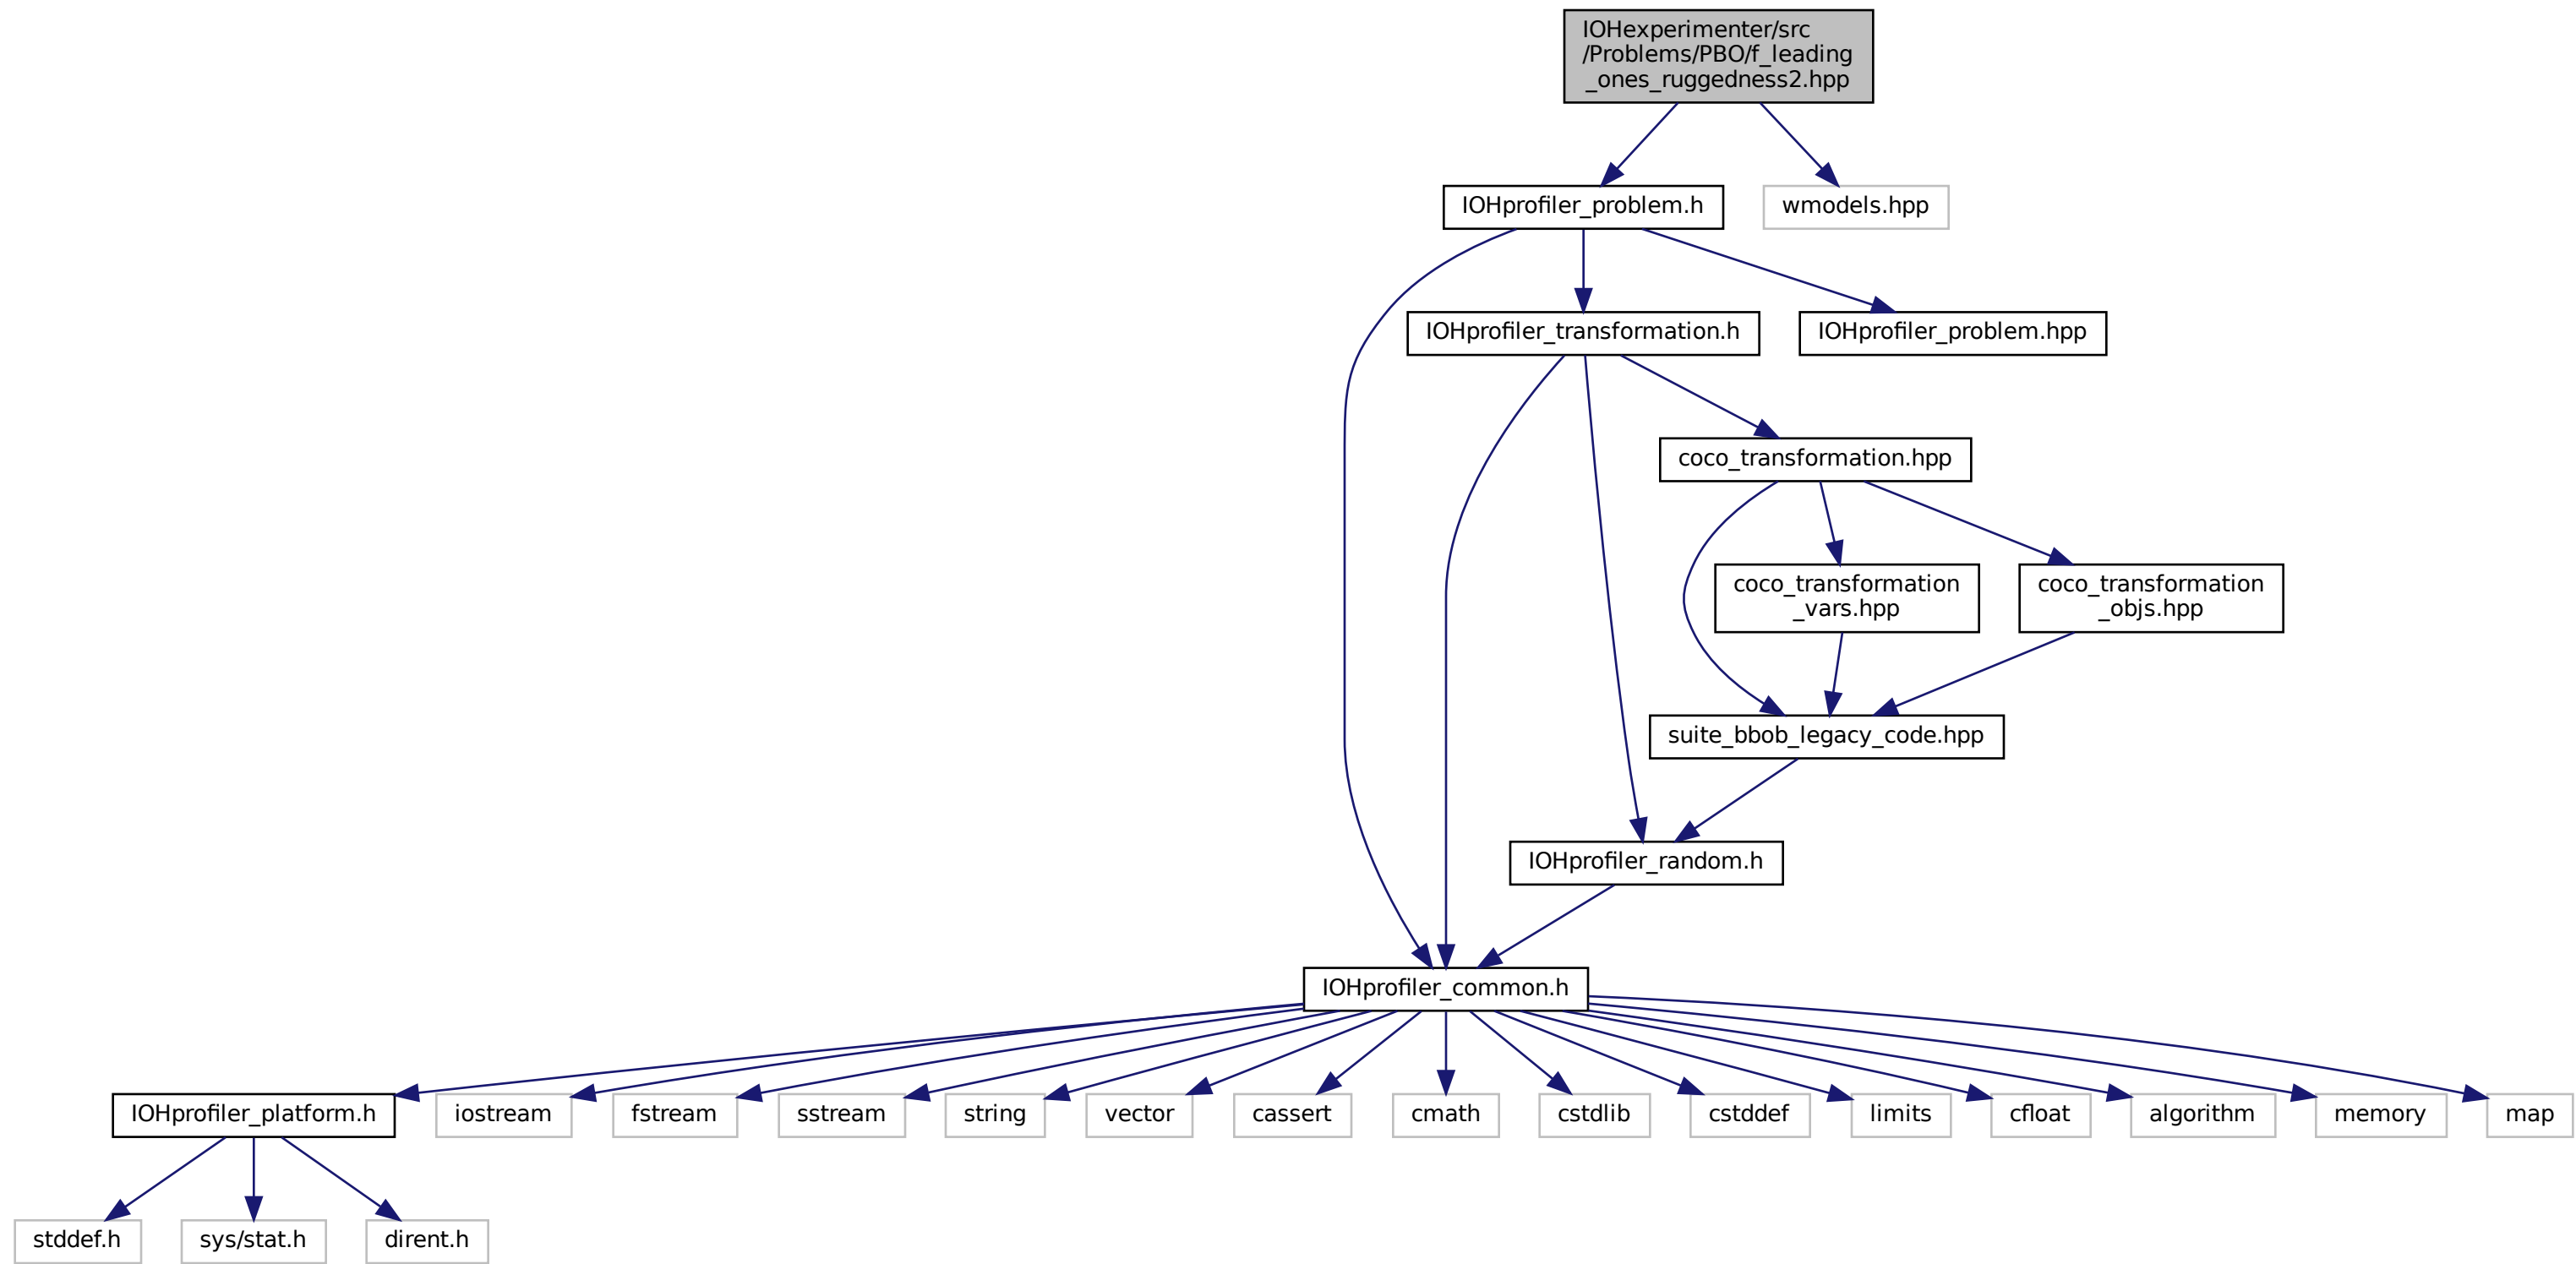 IOHexperimenter/src
/Problems/PBO/f_leading
_ones_ruggedness2.hpp
IOHprofiler_problem.h
wmodels.hpp
IOHprofiler_transformation.h
IOHprofiler_problem.hpp
coco_transformation.hpp
coco_transformation
_vars.hpp
coco_transformation
_objs.hpp
suite_bbob_legacy_code.hpp
IOHprofiler_random.h
IOHprofiler_common.h
IOHprofiler_platform.h
iostream
fstream
sstream
string
vector
cassert
cmath
cstdlib
cstddef
limits
cfloat
algorithm
memory
map
stddef.h
sys/stat.h
dirent.h